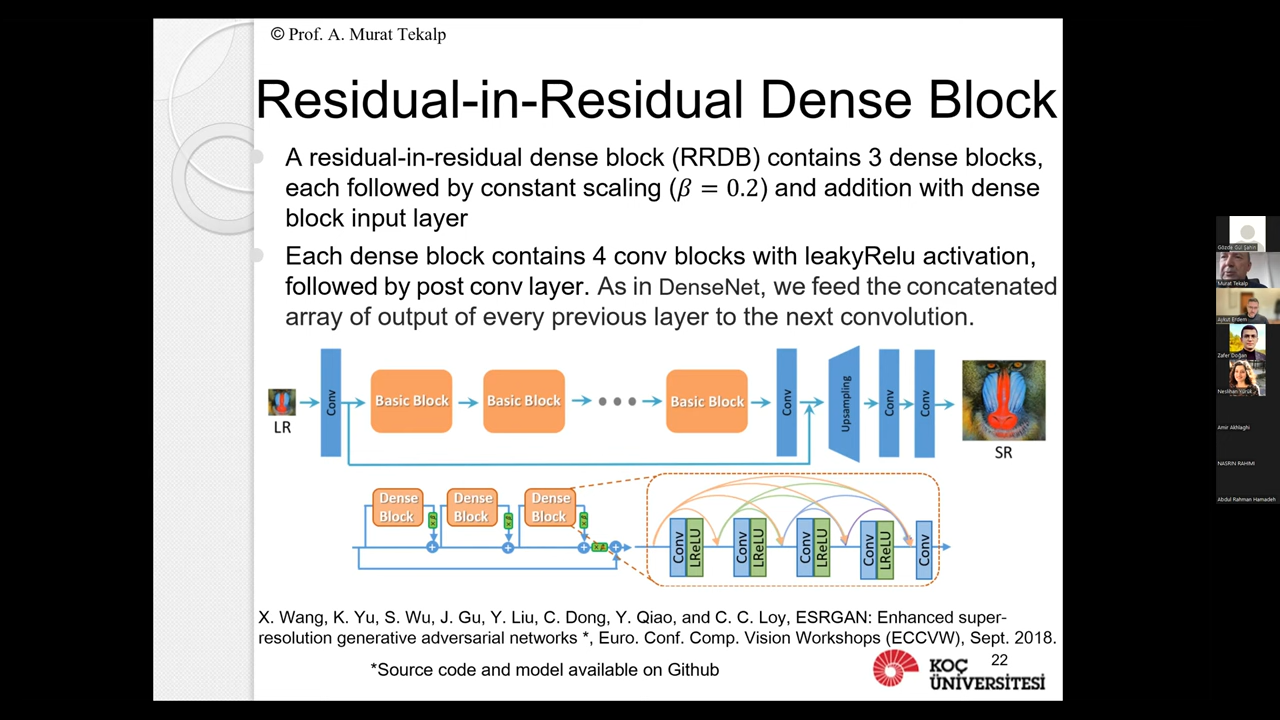 © Prof. A. Murat Tekalp
Residual-in-Residual Dense Block
A residual-in-residual dense block (RRDB) contains 3 dense blocks,
each followed by constant scaling (β = 0.2) and addition with dense
block input layer
Each dense block contains 4 conv blocks with leakyRelu activation,
followed by post conv layer. As in DenseNet, we feed the concatenated
array of output of every previous layer to the next convolution.
LR
Conv
Basic Block
Basic Block
Basic Block
Conv
Upsampling
Conv
Conv
SR
Dense
Block
Dense
Block
Dense
Block
Conv
LReLU
Conv
LReLU
Conv
LReLU
Conv
LReLU
Conv
X. Wang, K. Yu, S. Wu, J. Gu, Y. Liu, C. Dong, Y. Qiao, and C. C. Loy, ESRGAN: Enhanced super-
resolution generative adversarial networks *, Euro. Conf. Comp. Vision Workshops (ECCVW), Sept. 2018.
*Source code and model available on Github
22
KOÇ
ÜNİVERSİTESİ
Gözde Gül Şahin
Murat Tekalp
Aykut Erdem
Zafer Doğan
Neslihan
Amir Akhlaghi
NASRIN RAHIMI
Abdul Rahman Hamadeh